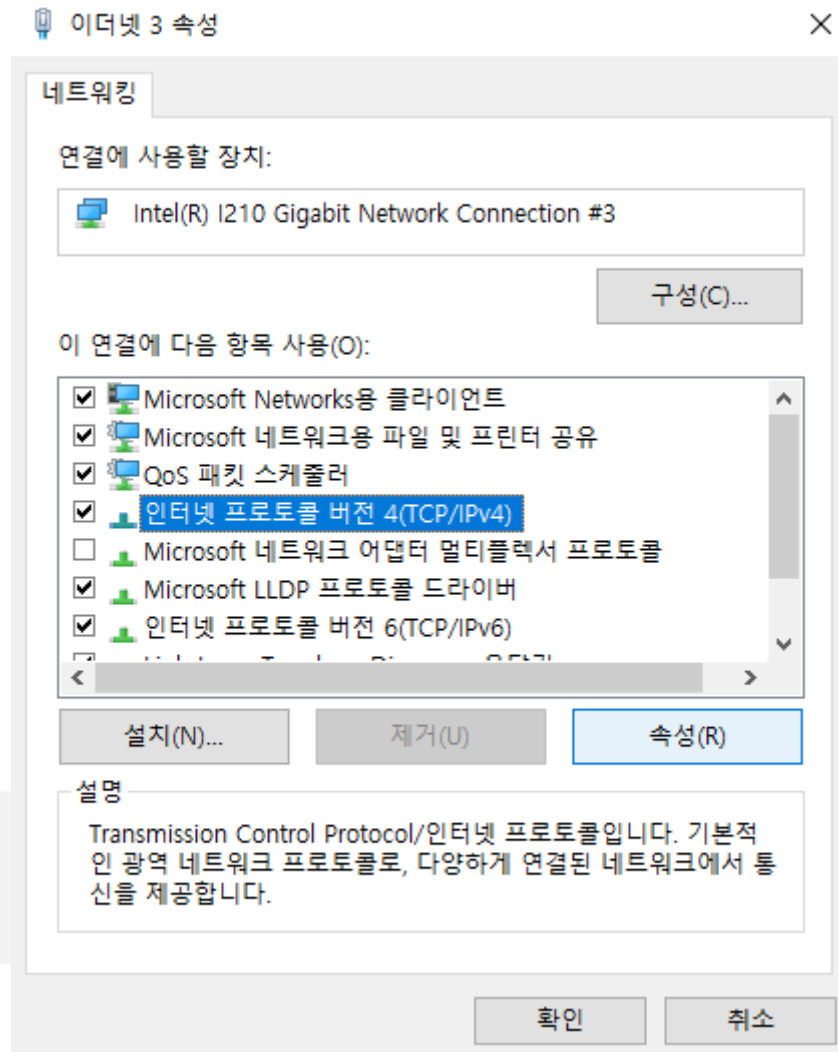 이더넷 3 속성
네트워킹
연결에 사용할 장치:
Intel(R) I210 Gigabit Network Connection #3
구성(C)...
이 연결에 다음 항목 사용(O):
Microsoft Networks용 클라이언트
Microsoft 네트워크용 파일 및 프린터 공유
QoS 패킷 스케줄러
인터넷 프로토콜 버전 4(TCP/IPv4)
Microsoft 네트워크 어댑터 멀티플렉서 프로토콜
Microsoft LLDP 프로토콜 드라이버
인터넷 프로토콜 버전 6(TCP/IPv6)
설치(N)...
제거(U)
속성(R)
설명
Transmission Control Protocol/인터넷 프로토콜입니다. 기본적
인 광역 네트워크 프로토콜로, 다양하게 연결된 네트워크에서 통
신을 제공합니다.
확인
취소